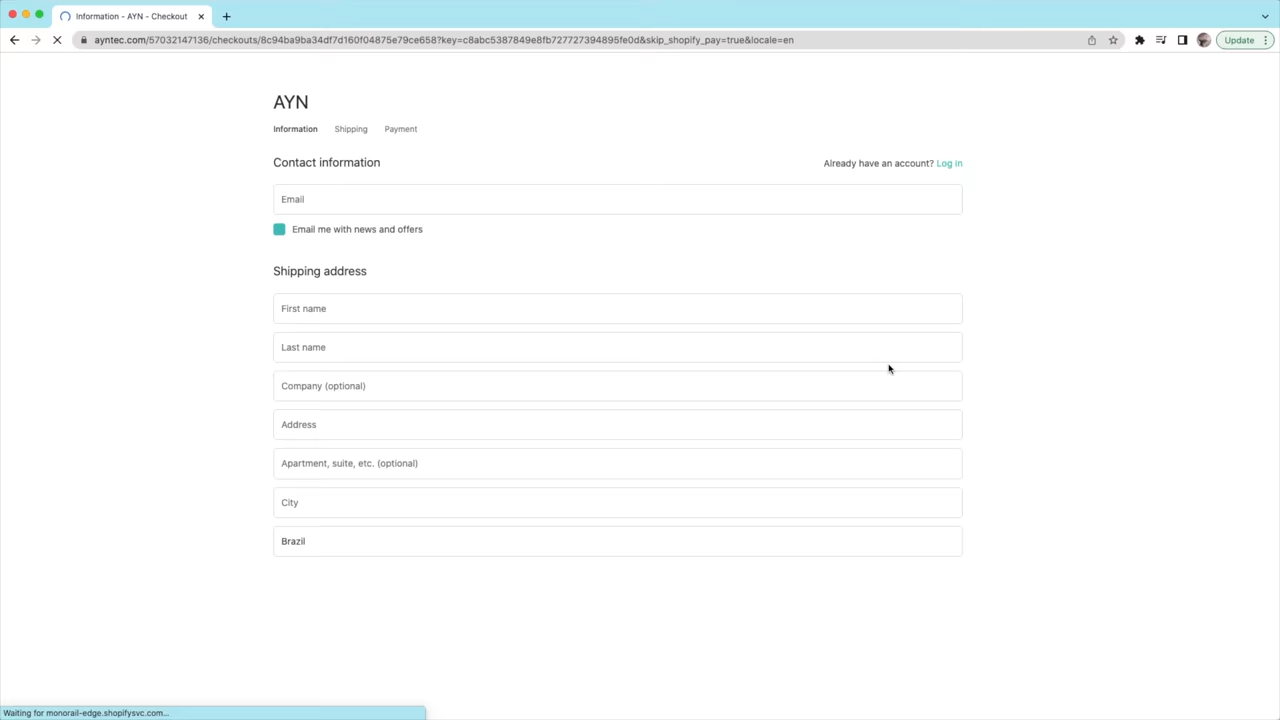 Information - AYN - Checkout
ayntec.com/57032147136/checkouts/8c94ba9ba34df7d160f04875e79ce658?key=c8abc5387849e8fb727727394895fe0d&skip_shopify_pay=true&locale=en
Update
AYN
Information Shipping Payment
Contact information
Already have an account? Log in
Email
Email me with news and offers
Shipping address
First name
Last name
Company (optional)
Address
Apartment, suite, etc. (optional)
City
Brazil
Waiting for monorail-edge.shopifysvc.com...